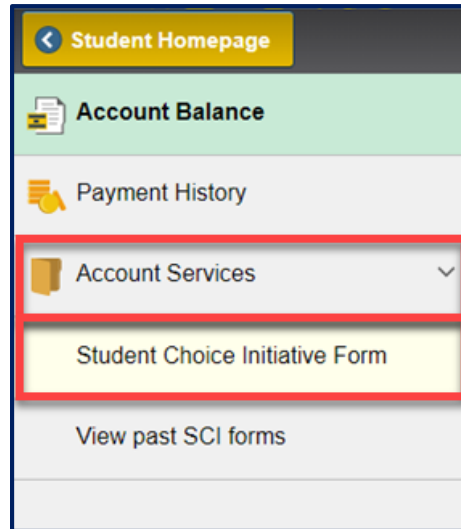 Student Homepage
Account Balance
Payment History
Account Services
Student Choice Initiative Form
View past SCI forms